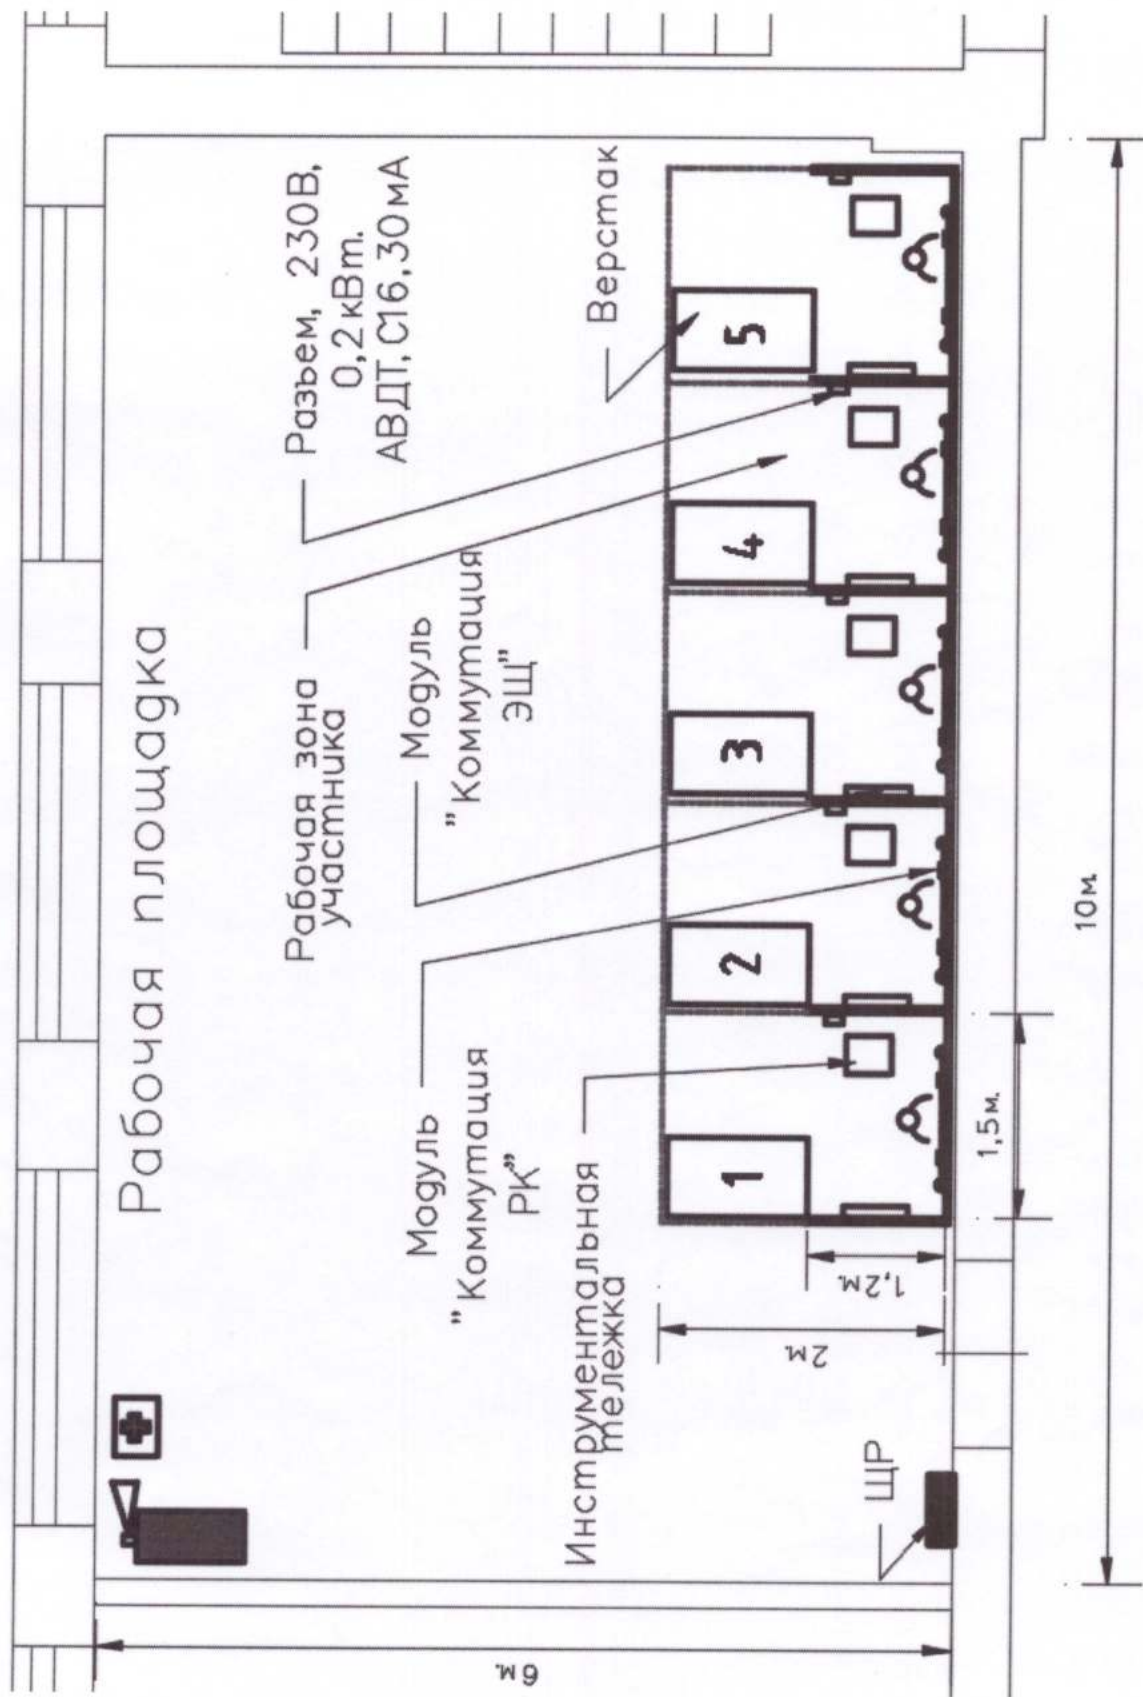 Рабочая площадка
Разъем, 230В,
0,2кВт.
АВДТ, С16,30мА
Рабочая зона
участника
Верстак
Модуль
"Коммутация
ЭЩ"
Модуль
"Коммутация
РК"
Инструментальная
тележка
ЩР
1
2
3
4
5
1,2м.
2м.
1,5м.
10м.
6м.